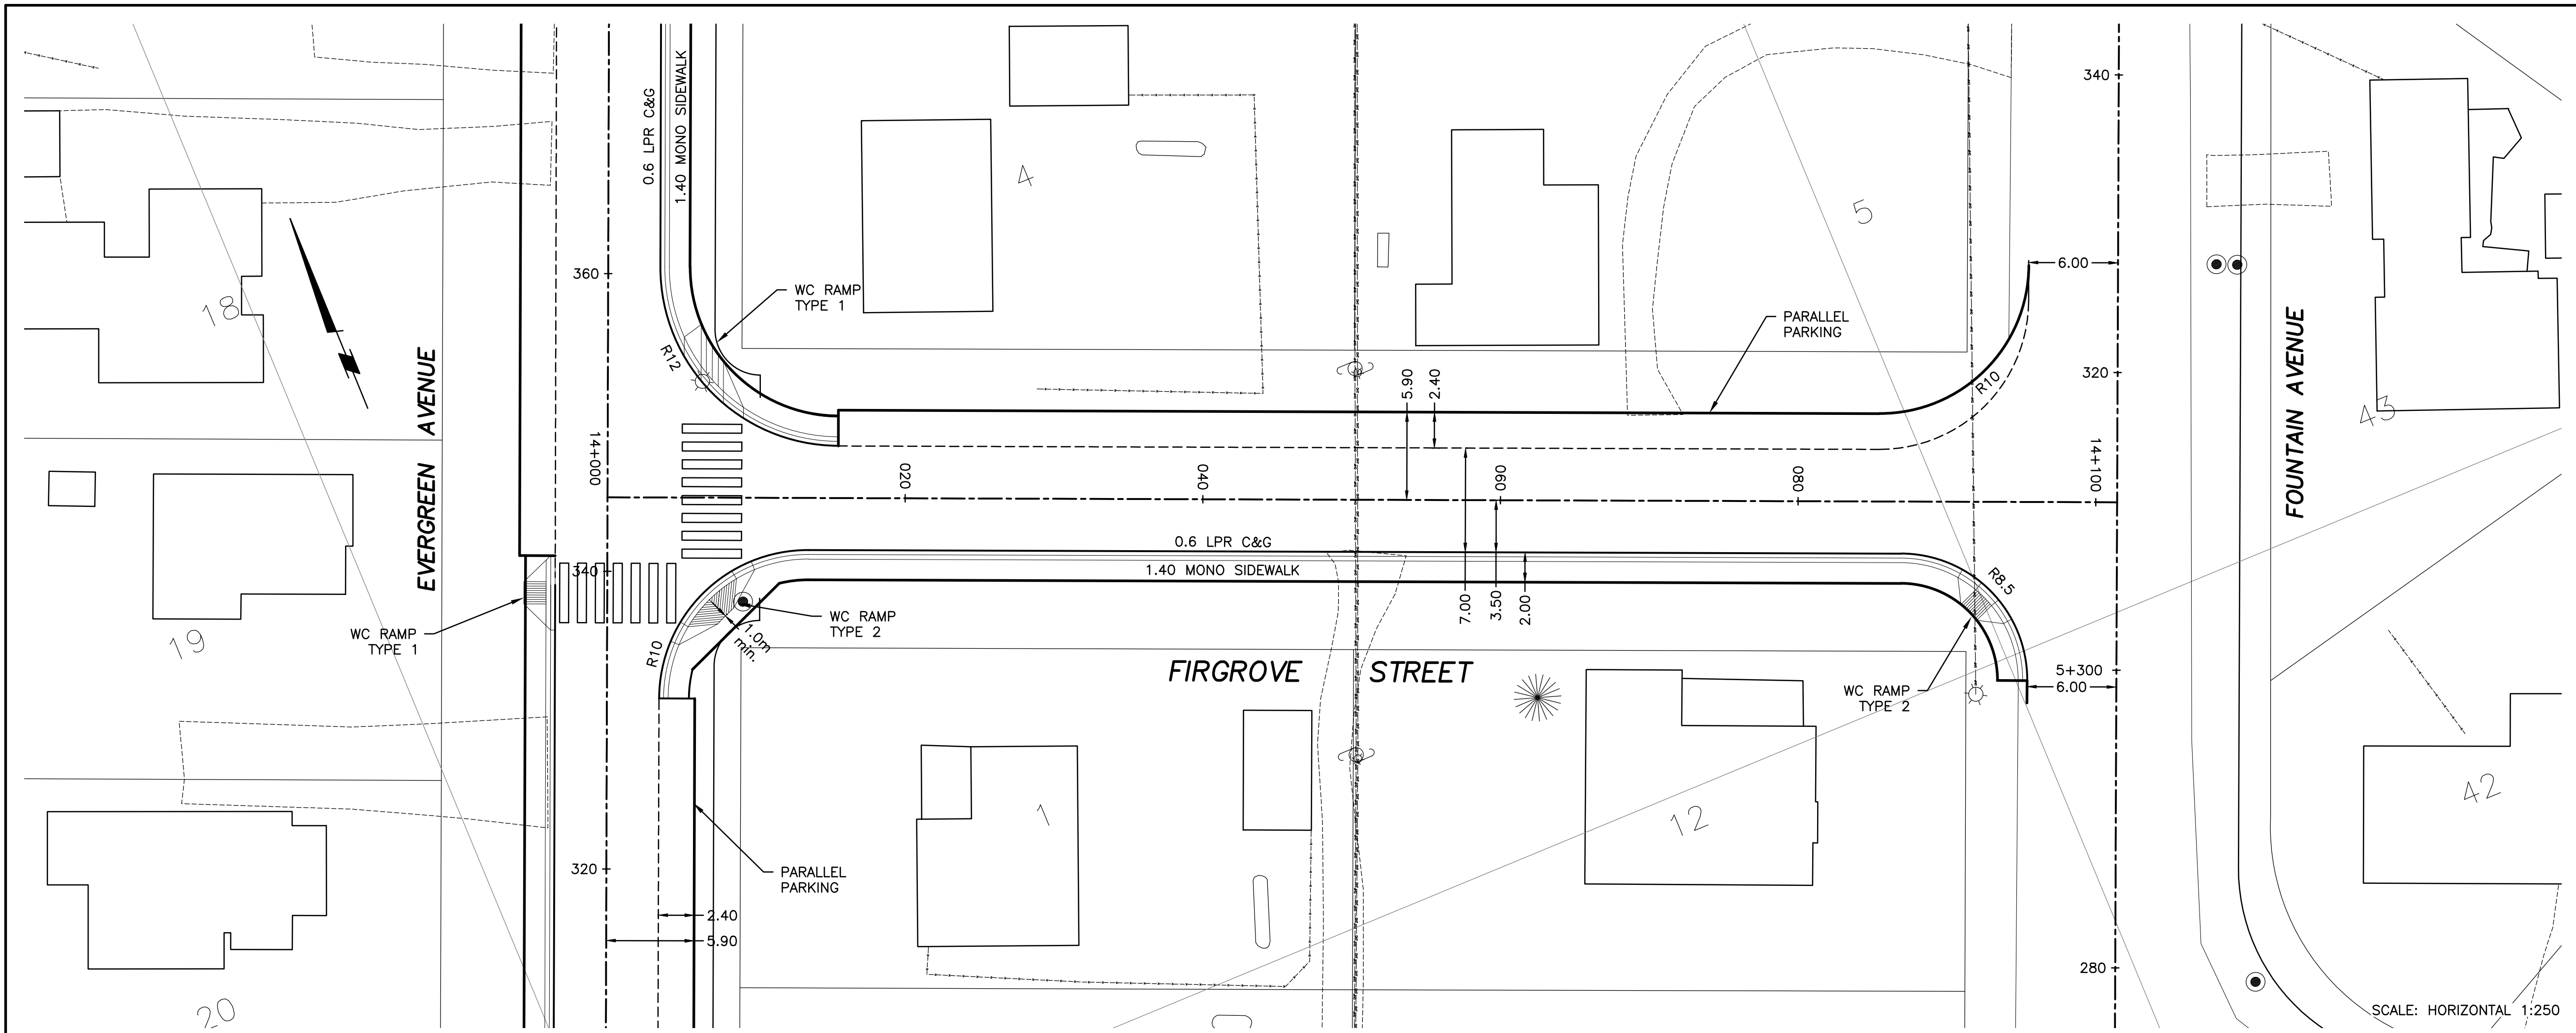 0.6 LPR C&G
1.40 MONO SIDEWALK
340
4
5
18
360
WC RAMP
TYPE 1
R12
EVERGREEN AVENUE
PARALLEL
PARKING
6.00
R10
320
FOUNTAIN AVENUE
43
5.90
2.40
14+000
020
040
060
080
14+100
0.6 LPR C&G
1.40 MONO SIDEWALK
340
7.00
3.50
2.00
R8.5
WC RAMP
TYPE 1
19
R10
1.0m
min.
WC RAMP
TYPE 2
FIRGROVE STREET
WC RAMP
TYPE 2
5+300
6.00
42
1
12
320
PARALLEL
PARKING
2.40
5.90
280
20
SCALE: HORIZONTAL 1:250